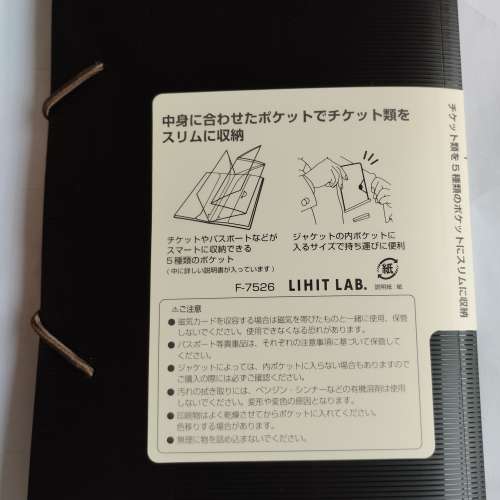 中身に合わせたポケットでチケット類を
スリムに収納
チケットやパスポートなどが
スマートに収納できる
5種類のポケット
(中に詳しい説明書が入っています)
ジャケットの内ポケットに
入るサイズで持ち運びに便利
紙
説明紙 紙
F-7526 LIHIT LAB.
⚠ご注意
●磁気カードを収容する場合は磁気を帯びたものと一緒に使用、保管
しないでください。使用できなくなる恐れがあります。
●パスポート等貴重品は、それぞれの注意事項に基づいて保管して
ください。
●ジャケットによっては、内ポケットに入らない場合もありますので
ご購入の際には必ずご確認ください。
●汚れの拭き取りには、ベンジン・シンナーなどの有機溶剤は使用
しないでください。変形や変色の原因となります。
●印刷物はよく乾燥させてからポケットに入れてください。
色移りする場合があります。
●無理に物を詰め込まないでください。
チケット類を5種類のポケットにスリムに収納